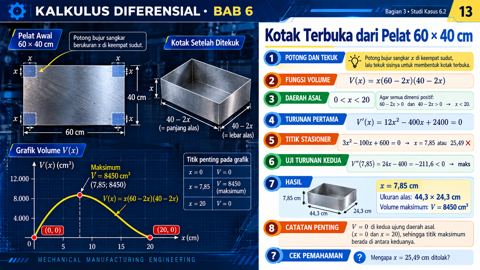 KALKULUS DIFERENSIAL • BAB 6
Bagian 3 • Studi Kasus 6.2
13
Pelat Awal
60 × 40 cm
Potong bujur sangkar
berukuran x di keempat sudut.
x
x
x
x
40 cm
60 cm
Kotak Setelah Ditekuk
x
40–2x
(= panjang alas)
40–2x
(= lebar alas)
Grafik Volume V(x)
V(x) (cm³)
12.000
8.000
4.000
0
Maksimum
V = 8450 cm³
(7,85; 8450)
V(x)=x(60−2x)(40−2x)
(0, 0)
(20, 0)
5
10
15
20
x (cm)
Titik penting pada grafik
x = 0 V = 0
x = 7,85 V = 8450 (maksimum)
x = 20 V = 0
MECHANICAL MANUFACTURING ENGINEERING
Kotak Terbuka dari Pelat 60 × 40 cm
1 POTONG DAN TEKUK
Potong bujur sangkar x di keempat sudut,
lalu tekuk sisinya untuk membentuk kotak terbuka.
2 FUNGSI VOLUME V(x) = x(60 − 2x)(40 − 2x)
3 DAERAH ASAL 0 < x < 20
Agar semua dimensi positif:
60−2x > 0 dan 40−2x > 0 → x < 20.
4 TURUNAN PERTAMA V′(x) = 12x² − 400x + 2400 = 0
5 TITIK STASIONER 3x² −100x + 600 = 0 → x = 7,85 atau 25,49 ✕
6 UJI TURUNAN KEDUA V″(7,85) = 24x − 400 = −211,6 < 0 → maks
7 HASIL
7,85 cm
44,3 cm
24,3 cm
x = 7,85 cm
Ukuran alas: 44,3 × 24,3 cm
Volume maksimum: V = 8450 cm³
8 CATATAN PENTING
V = 0 di kedua ujung daerah asal
(x = 0 dan x = 20), sehingga titik maksimum
berada di antara keduanya.
7 CEK PEMAHAMAN
? Mengapa x = 25,49 cm ditolak?